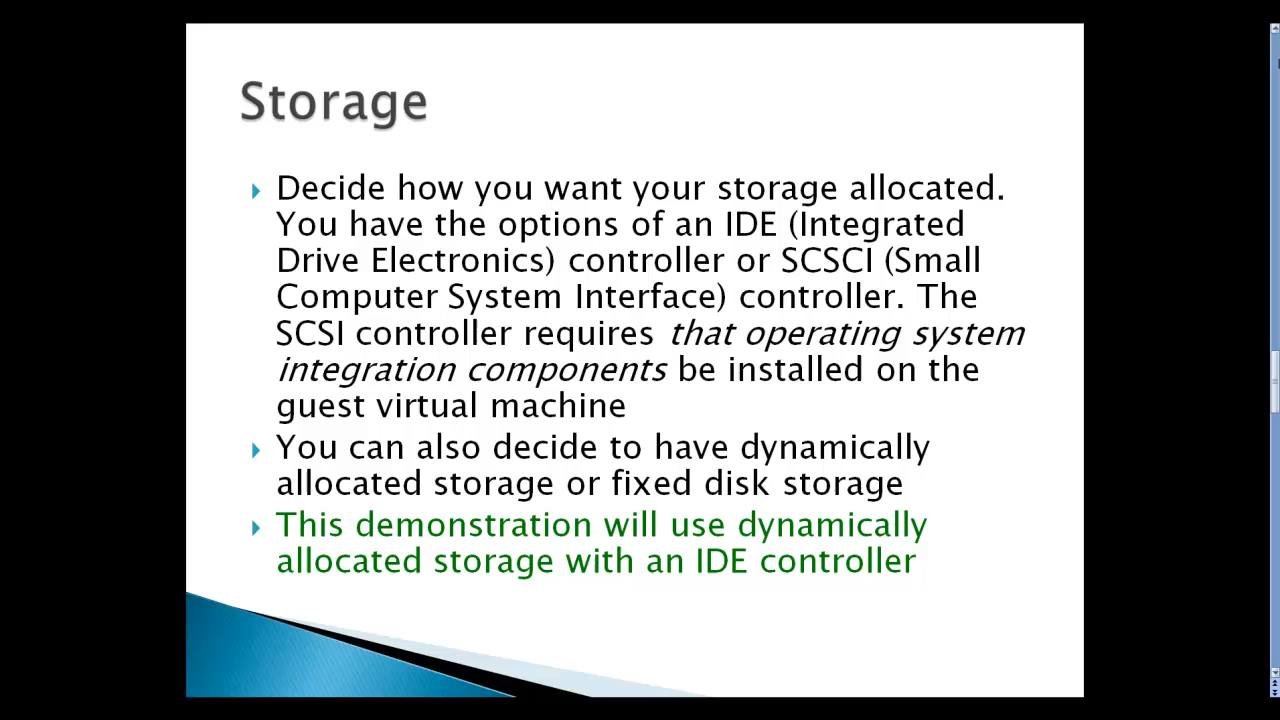 Storage
Decide how you want your storage allocated.
You have the options of an IDE (Integrated
Drive Electronics) controller or SCSCI (Small
Computer System Interface) controller. The
SCSI controller requires that operating system
integration components be installed on the
guest virtual machine
You can also decide to have dynamically
allocated storage or fixed disk storage
This demonstration will use dynamically
allocated storage with an IDE controller